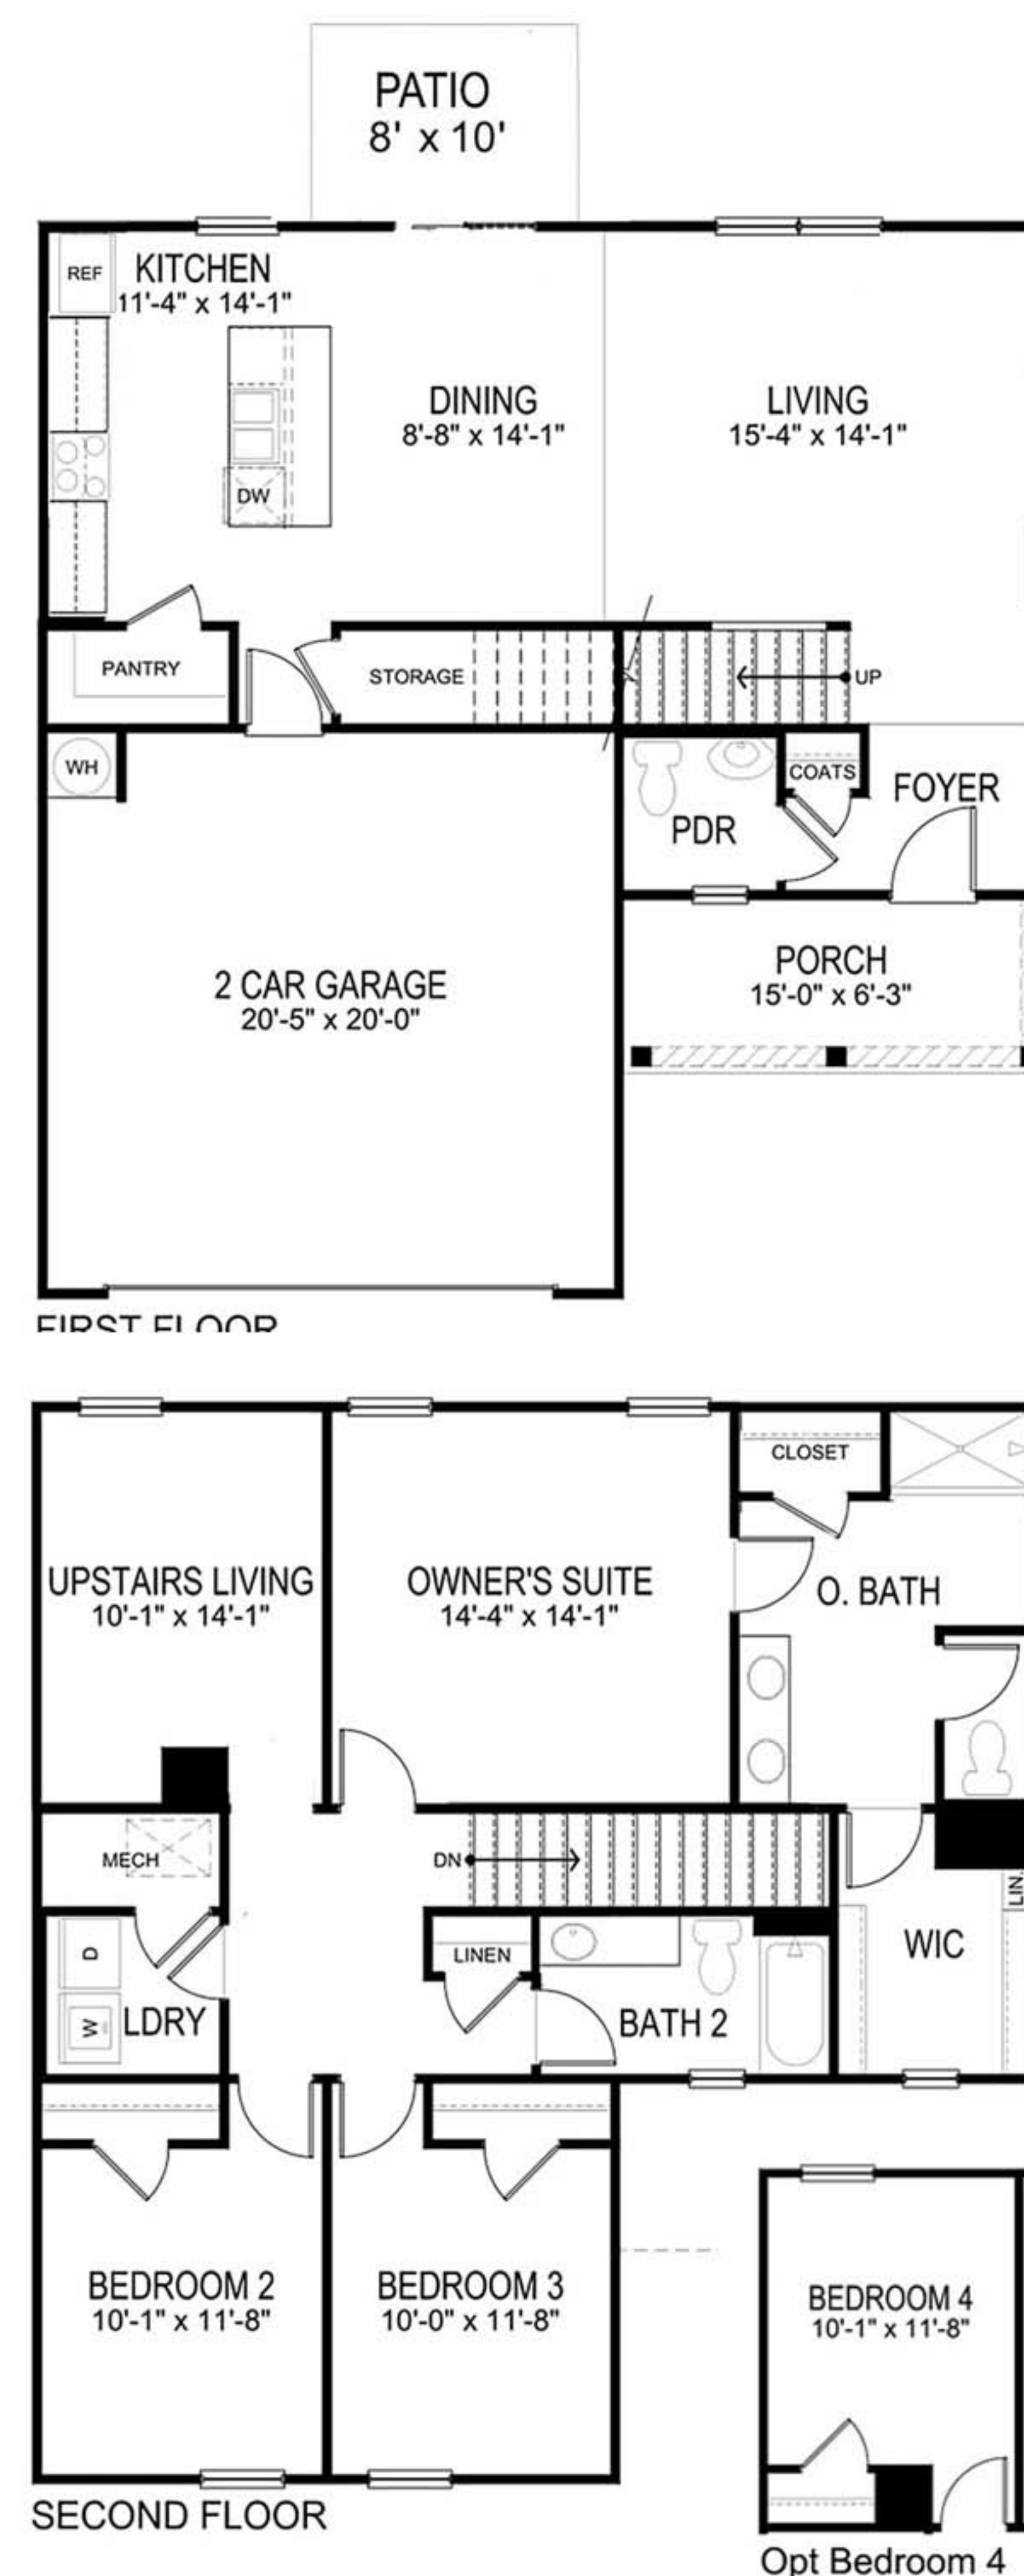 PATIO
8' x 10'
REF
KITCHEN
11'-4" x 14'-1"
DINING
8'-8" x 14'-1"
LIVING
15'-4" x 14'-1"
DW
PANTRY
STORAGE
UP
WH
COATS
FOYER
PDR
PORCH
15'-0" x 6'-3"
2 CAR GARAGE
20'-5" x 20'-0"
FIRST FLOOR
CLOSET
UPSTAIRS LIVING
10'-1" x 14'-1"
OWNER'S SUITE
14'-4" x 14'-1"
O. BATH
MECH
DN
LIN.
D
LINEN
WIC
W
LDRY
BATH 2
BEDROOM 2
10'-1" x 11'-8"
BEDROOM 3
10'-0" x 11'-8"
BEDROOM 4
10'-1" x 11'-8"
SECOND FLOOR
Opt Bedroom 4